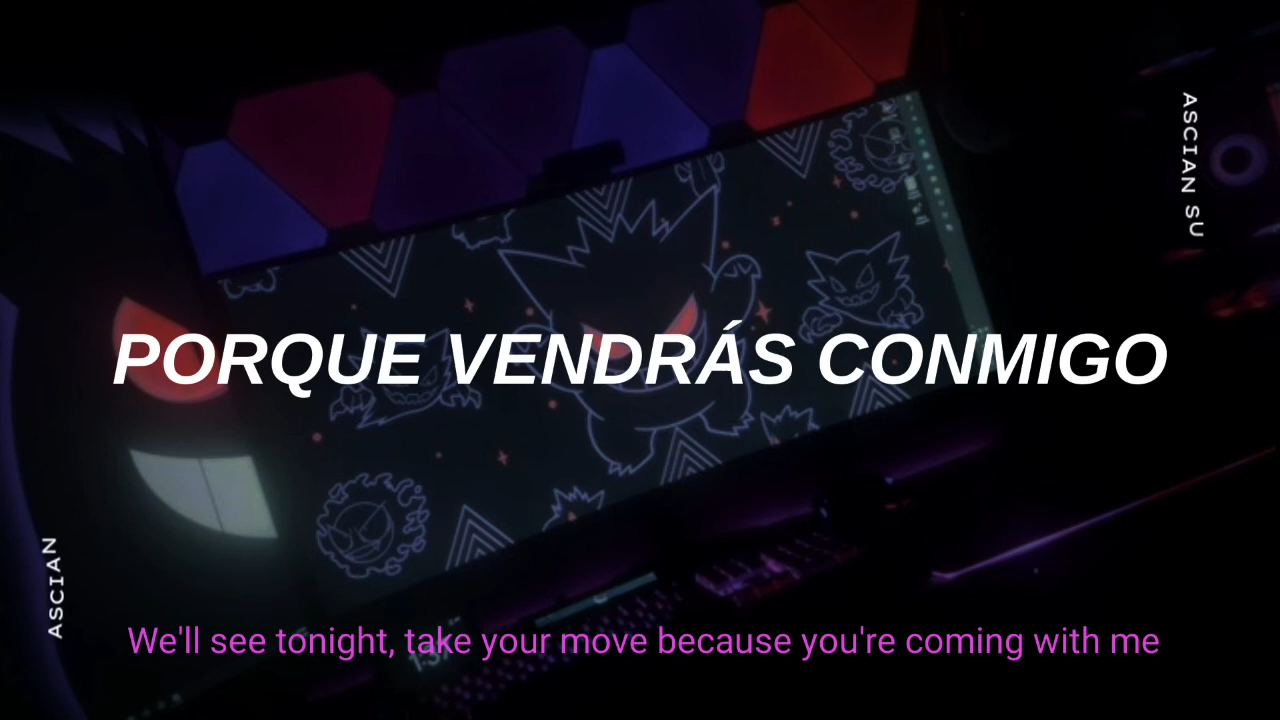 ASCIAN SU
PORQUE VENDRÁS CONMIGO
ASCIAN
We'll see tonight, take your move because you're coming with me